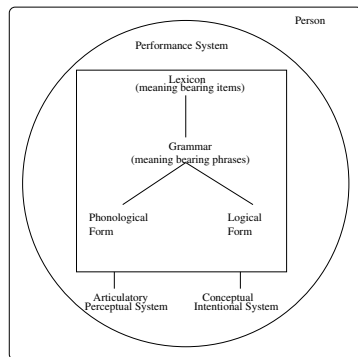 Person
Performance System
Lexicon
(meaning bearing items)
Grammar
(meaning bearing phrases)
Phonological
Form
Logical
Form
Articulatory
Perceptual System
Conceptual
Intentional System